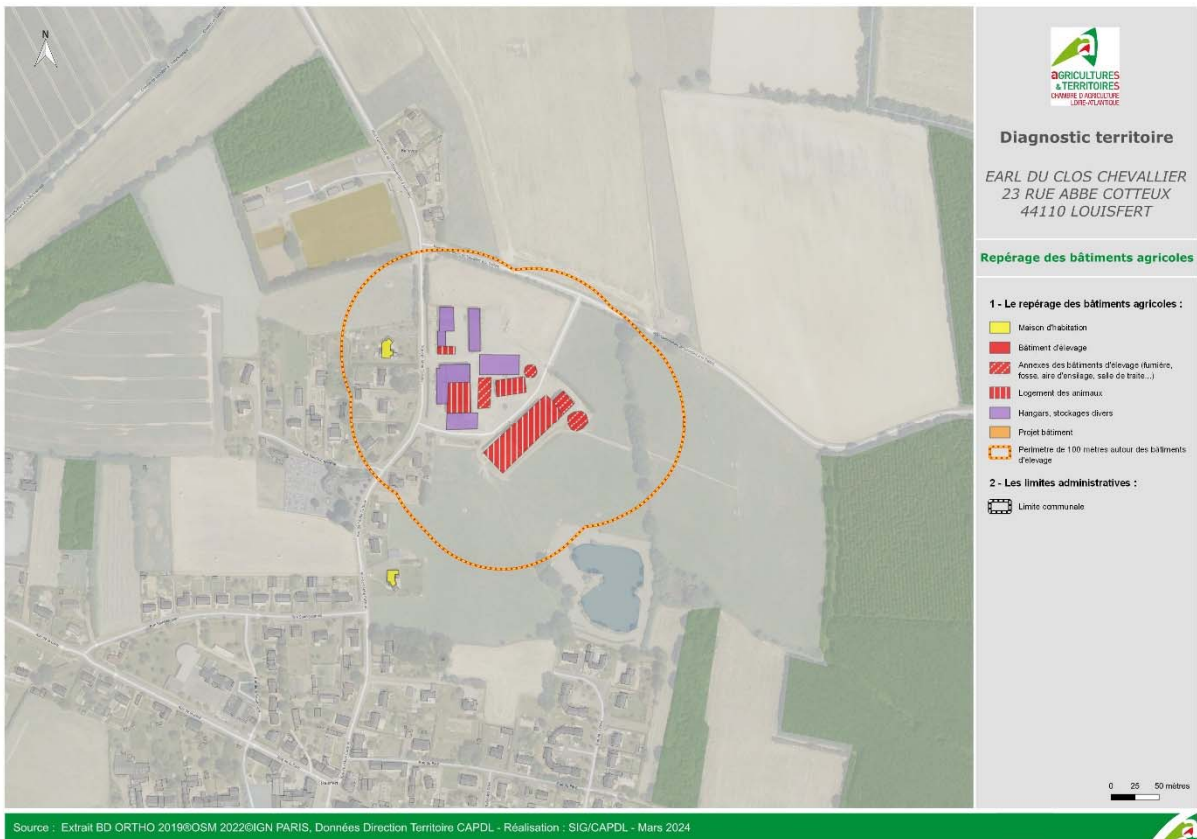 N
aGRICULTURES
& TERRITOIRES
CHAMBRE D'AGRICULTURE
LOIRE-ATLANTIQUE
Diagnostic territoire
EARL DU CLOS CHEVALLIER
23 RUE ABBE COTTEUX
44110 LOUISFERT
Repérage des bâtiments agricoles
1 - Le repérage des bâtiments agricoles :
Maison d'habitation
Bâtiment d'élevage
Annexes des bâtiments d'élevage (fumière,
fosse, aire d'ensilage, salle de traite...)
Logement des animaux
Hangars, stockages divers
Projet bâtiment
Périmètre de 100 mètres autour des bâtiments
d'élevage
2 - Les limites administratives :
Limite communale
0 25 50 mètres
Source : Extrait BD ORTHO 2019®OSM 2022©IGN PARIS, Données Direction Territoire CAPDL - Réalisation : SIG/CAPDL - Mars 2024